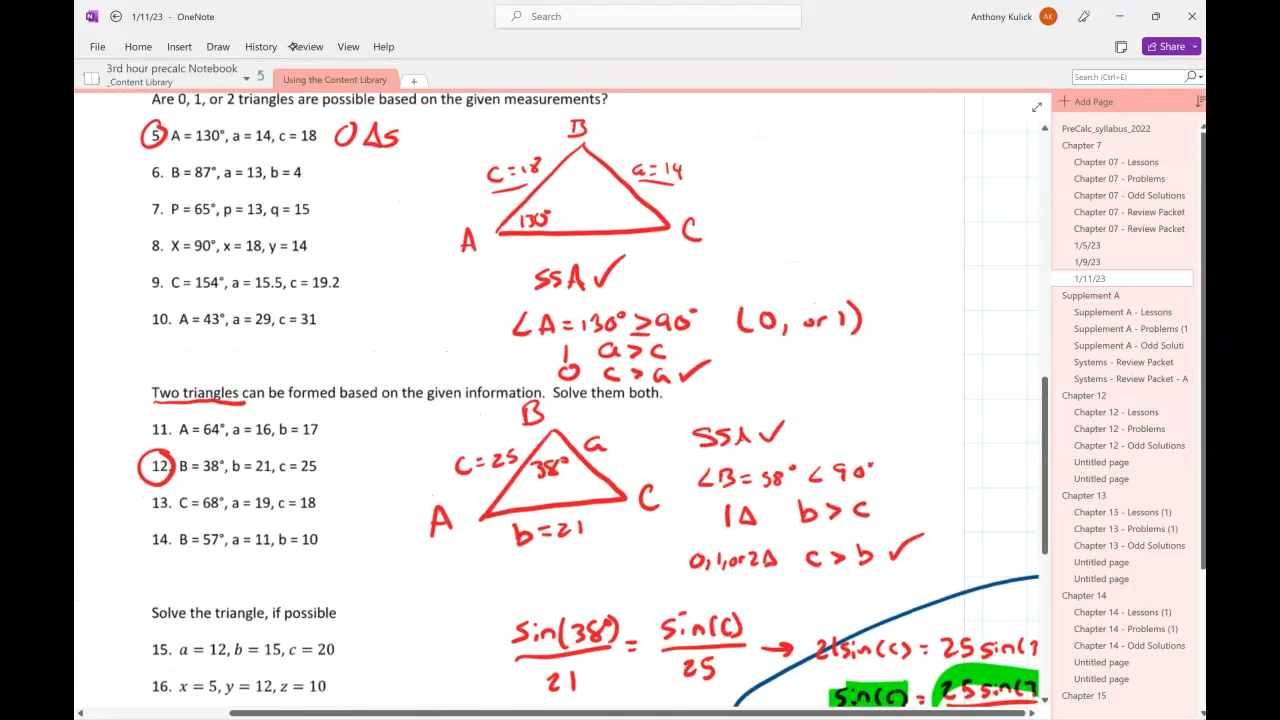 1/11/23 - OneNote
Search
Anthony Kulick AK
File Home Insert Draw History Review View Help
Share
3rd hour precalc Notebook
_Content Library
Using the Content Library
+
Search (Ctrl+E)
Add Page
Are 0, 1, or 2 triangles are possible based on the given measurements?
5. A = 130°, a = 14, c = 18 0 Δs
6. B = 87°, a = 13, b = 4
7. P = 65°, p = 13, q = 15
8. X = 90°, x = 18, y = 14
9. C = 154°, a = 15.5, c = 19.2
10. A = 43°, a = 29, c = 31
B
c = 18
a = 14
130°
A
C
SSA ✓
∠A = 130° ≥ 90° (0, or 1)
1 a > c
0 c > a ✓
Two triangles can be formed based on the given information. Solve them both.
11. A = 64°, a = 16, b = 17
12. B = 38°, b = 21, c = 25
13. C = 68°, a = 19, c = 18
14. B = 57°, a = 11, b = 10
B
a
c = 25
38°
A
C
b = 21
SSA ✓
∠B = 38° < 90°
1 Δ b > c
0, 1, or 2 Δ c > b ✓
Solve the triangle, if possible
15. a = 12, b = 15, c = 20
16. x = 5, y = 12, z = 10
sin(38°)/21 = sin(C)/25 → 21sin(C) = 25 sin(3
sin(C) = 25 sin(3
PreCalc_syllabus_2022
Chapter 7
Chapter 07 - Lessons
Chapter 07 - Problems
Chapter 07 - Odd Solutions
Chapter 07 - Review Packet
Chapter 07 - Review Packet
1/5/23
1/9/23
1/11/23
Supplement A
Supplement A - Lessons
Supplement A - Problems (1
Supplement A - Odd Soluti
Systems - Review Packet
Systems - Review Packet - A
Chapter 12
Chapter 12 - Lessons
Chapter 12 - Problems
Chapter 12 - Odd Solutions
Untitled page
Untitled page
Chapter 13
Chapter 13 - Lessons (1)
Chapter 13 - Problems (1)
Chapter 13 - Odd Solutions
Untitled page
Untitled page
Chapter 14
Chapter 14 - Lessons (1)
Chapter 14 - Problems (1)
Chapter 14 - Odd Solutions
Untitled page
Untitled page
Chapter 15